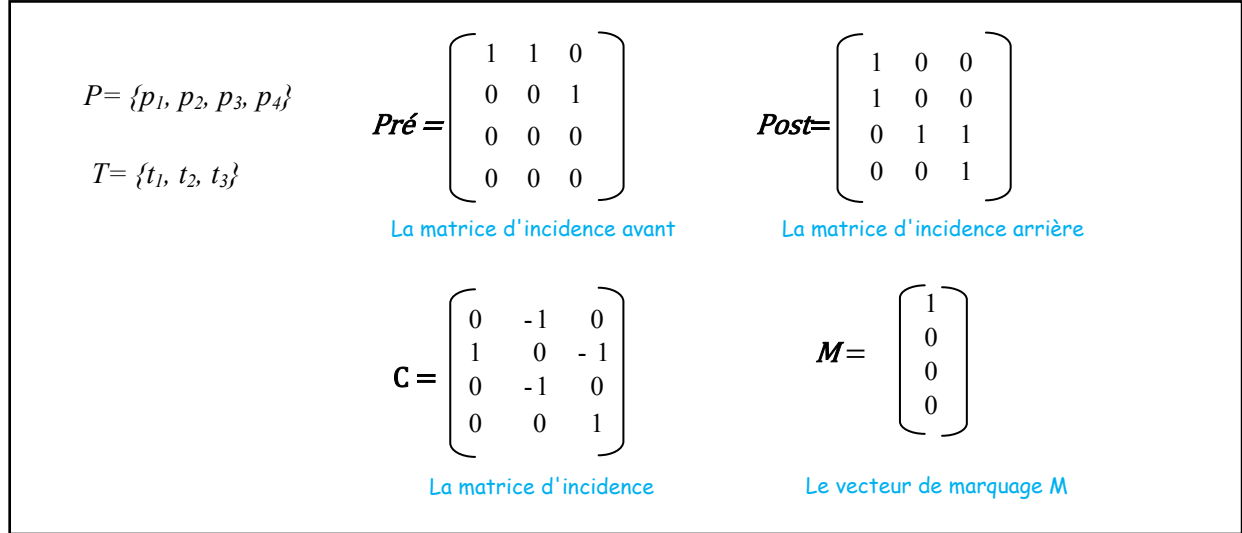 P= {p1, p2, p3, p4}
T= {t1, t2, t3}
Pré =
1 1 0
0 0 1
0 0 0
0 0 0
La matrice d'incidence avant
Post=
1 0 0
1 0 0
0 1 1
0 0 1
La matrice d'incidence arrière
C =
0 -1 0
1 0 - 1
0 -1 0
0 0 1
La matrice d'incidence
M =
1
0
0
0
Le vecteur de marquage M